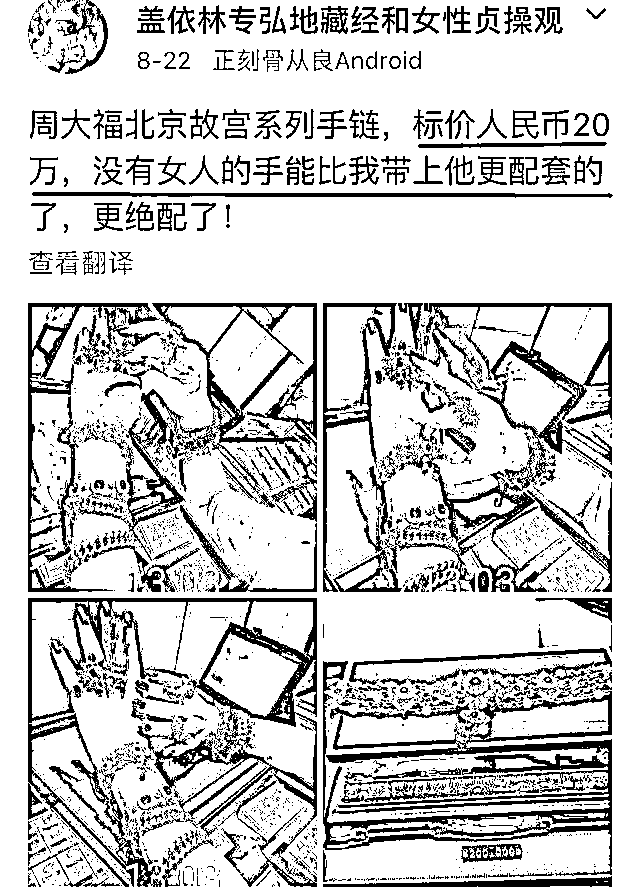 盖依林专弘地藏经和女性贞操观
8-22 正刻骨从良Android
周大福北京故宫系列手链，标价人民币20
万，没有女人的手能比我带上他更配套的
了，更绝配了！
查看翻译